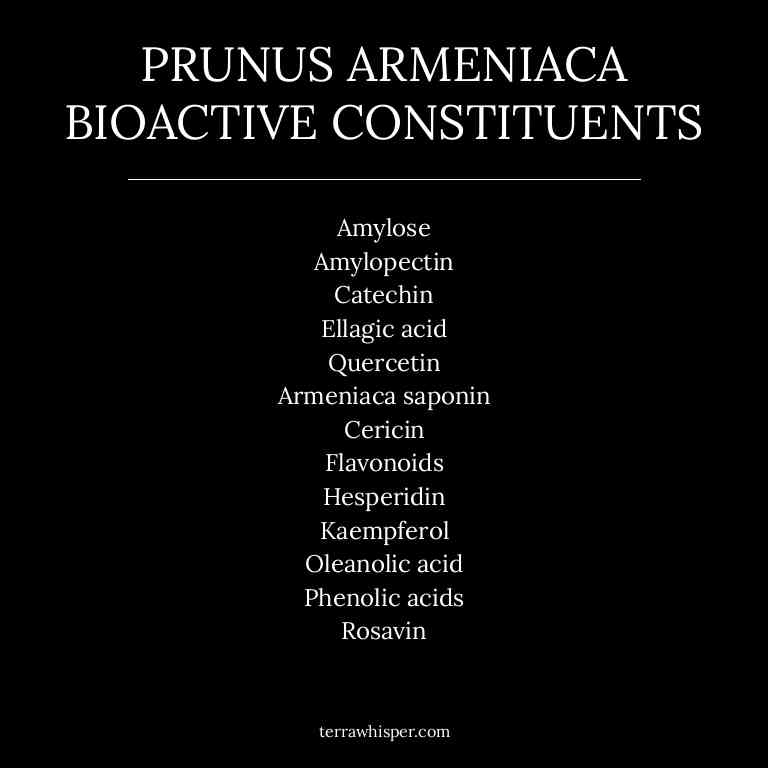 PRUNUS ARMENIACA
BIOACTIVE CONSTITUENTS
Amylose
Amylopectin
Catechin
Ellagic acid
Quercetin
Armeniaca saponin
Cericin
Flavonoids
Hesperidin
Kaempferol
Oleanolic acid
Phenolic acids
Rosavin
terrawhisper.com